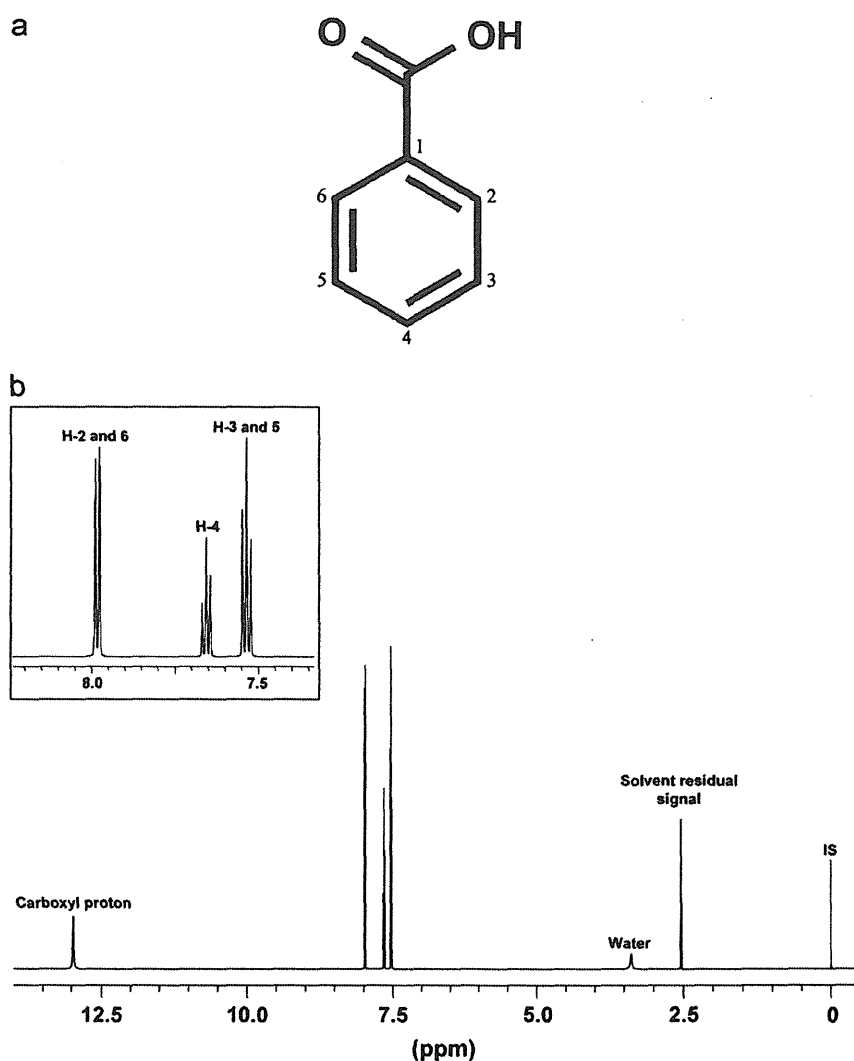 a
O OH
1
6 2
5 3
4
b
H-2 and 6
H-3 and 5
H-4
8.0 7.5
Solvent residual
signal
IS
Carboxyl proton
Water
12.5 10.0 7.5 5.0 2.5 0
(ppm)